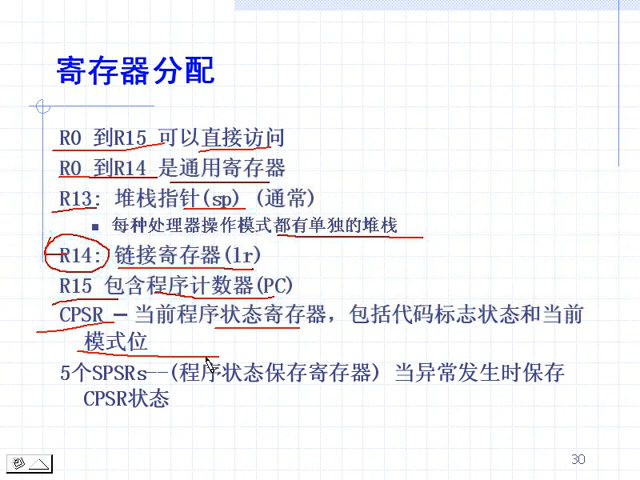 寄存器分配
R0 到R15 可以直接访问
R0 到R14 是通用寄存器
R13: 堆栈指针(sp) (通常)
每种处理器操作模式都有单独的堆栈
R14: 链接寄存器(lr)
R15 包含程序计数器(PC)
CPSR – 当前程序状态寄存器，包括代码标志状态和当前
模式位
5个SPSRs--(程序状态保存寄存器) 当异常发生时保存
CPSR状态
30